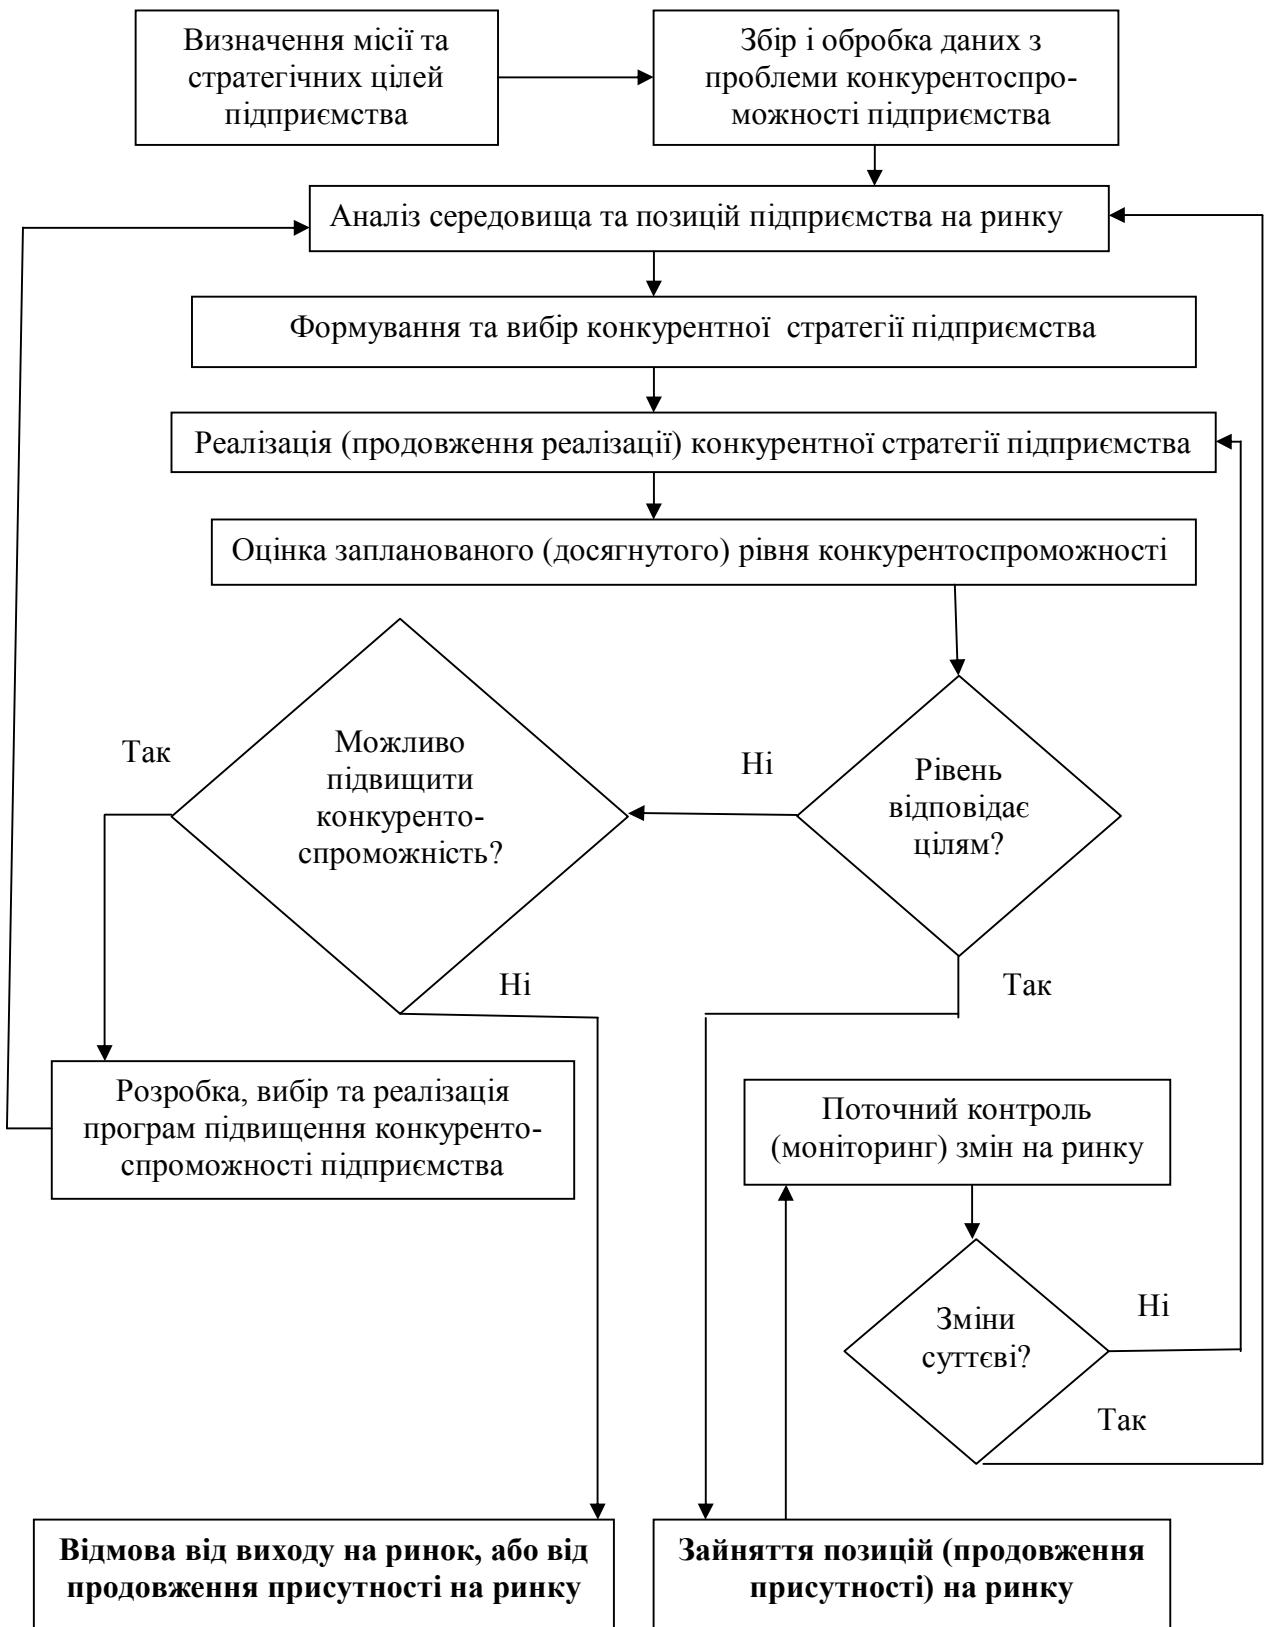 Визначення місії та
стратегічних цілей
підприємства
Збір і обробка даних з
проблеми конкурентоспро-
можності підприємства
Аналіз середовища та позицій підприємства на ринку
Формування та вибір конкурентної  стратегії підприємства
Реалізація (продовження реалізації) конкурентної стратегії підприємства
Оцінка запланованого (досягнутого) рівня конкурентоспроможності
Так
Можливо
підвищити
конкуренто-
спроможність?
Ні
Рівень
відповідає
цілям?
Ні
Так
Розробка, вибір та реалізація
програм підвищення конкуренто-
спроможності підприємства
Поточний контроль
(моніторинг) змін на ринку
Зміни
суттєві?
Ні
Так
Відмова від виходу на ринок, або від
продовження присутності на ринку
Зайняття позицій (продовження
присутності) на ринку